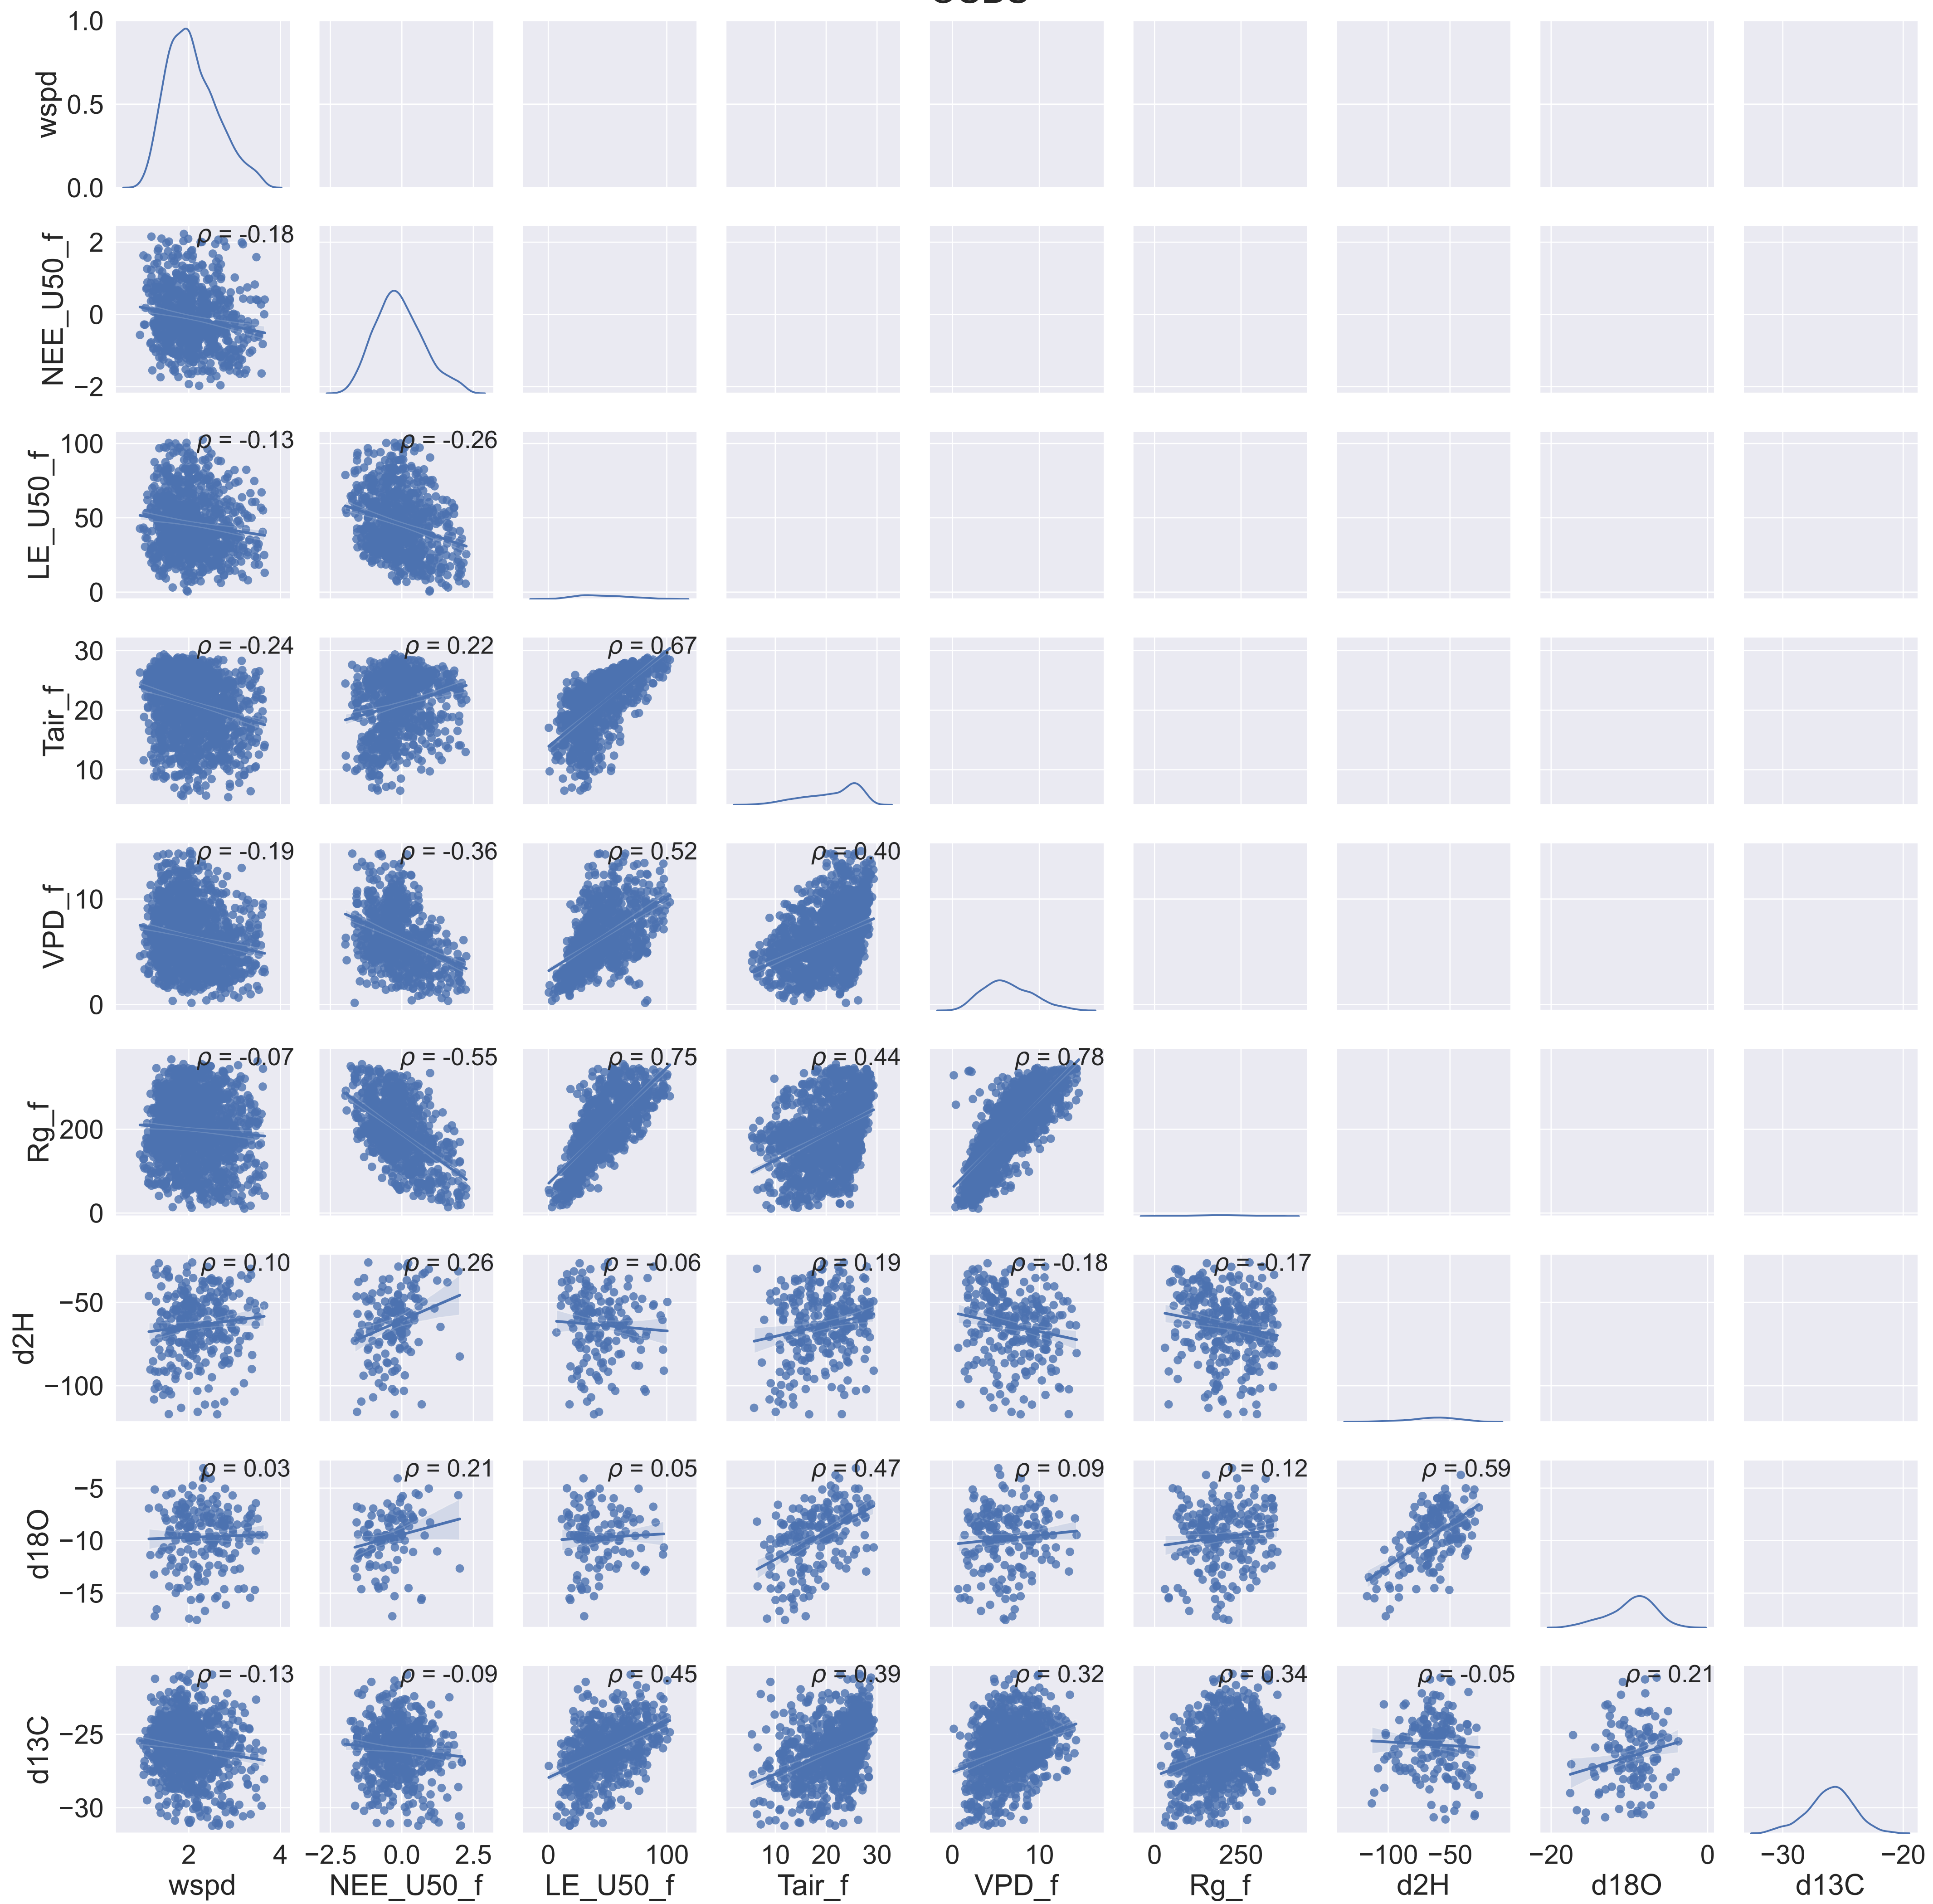 1.0
wspd
0.5
0.0
ρ = -0.18
2
NEE_U50_f
0
−2
ρ = -0.13 ρ = -0.26
100
LE_U50_f
50
0
ρ = -0.24 ρ = 0.22 ρ = 0.67
30
Tair_f
20
10
ρ = -0.19 ρ = -0.36 ρ = 0.52 ρ = 0.40
VPD_f
10
0
ρ = -0.07 ρ = -0.55 ρ = 0.75 ρ = 0.44 ρ = 0.78
Rg_f
200
0
ρ = 0.10 ρ = 0.26 ρ = -0.06 ρ = 0.19 ρ = -0.18 ρ = -0.17
−50
d2H
−100
ρ = 0.03 ρ = 0.21 ρ = 0.05 ρ = 0.47 ρ = 0.09 ρ = 0.12 ρ = 0.59
−5
d18O
−10
−15
ρ = -0.13 ρ = -0.09 ρ = 0.45 ρ = 0.39 ρ = 0.32 ρ = 0.34 ρ = -0.05 ρ = 0.21
−25
d13C
−30
2 4 −2.5 0.0 2.5 0 100 10 20 30 0 10 0 250 −100 −50 −20 0 −30 −20
wspd NEE_U50_f LE_U50_f Tair_f VPD_f Rg_f d2H d18O d13C